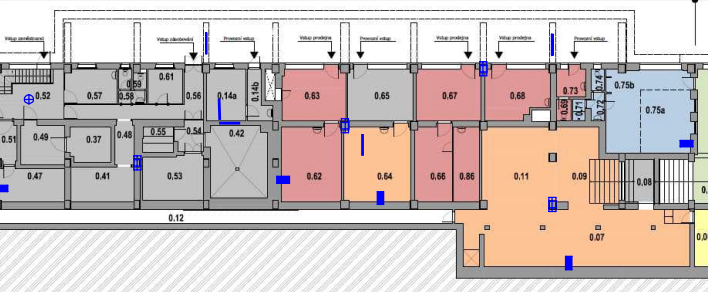 Vstup zaměstnanci
Vstup zásobování
Provozní vstup
Vstup prodejna
Provozní vstup
Vstup prodejna
Vstup prodejna
Provozní vstup
0.52
0.57
0.58
0.59
0.61
0.56
0.14a
0.14b
0.63
0.65
0.67
0.68
0.73
0.74
0.75b
0.69
0.71
0.72
0.75a
0.51
0.49
0.37
0.48
0.55
0.54
0.42
0.47
0.41
0.53
0.62
0.64
0.66
0.86
0.11
0.09
0.08
0.12
0.07